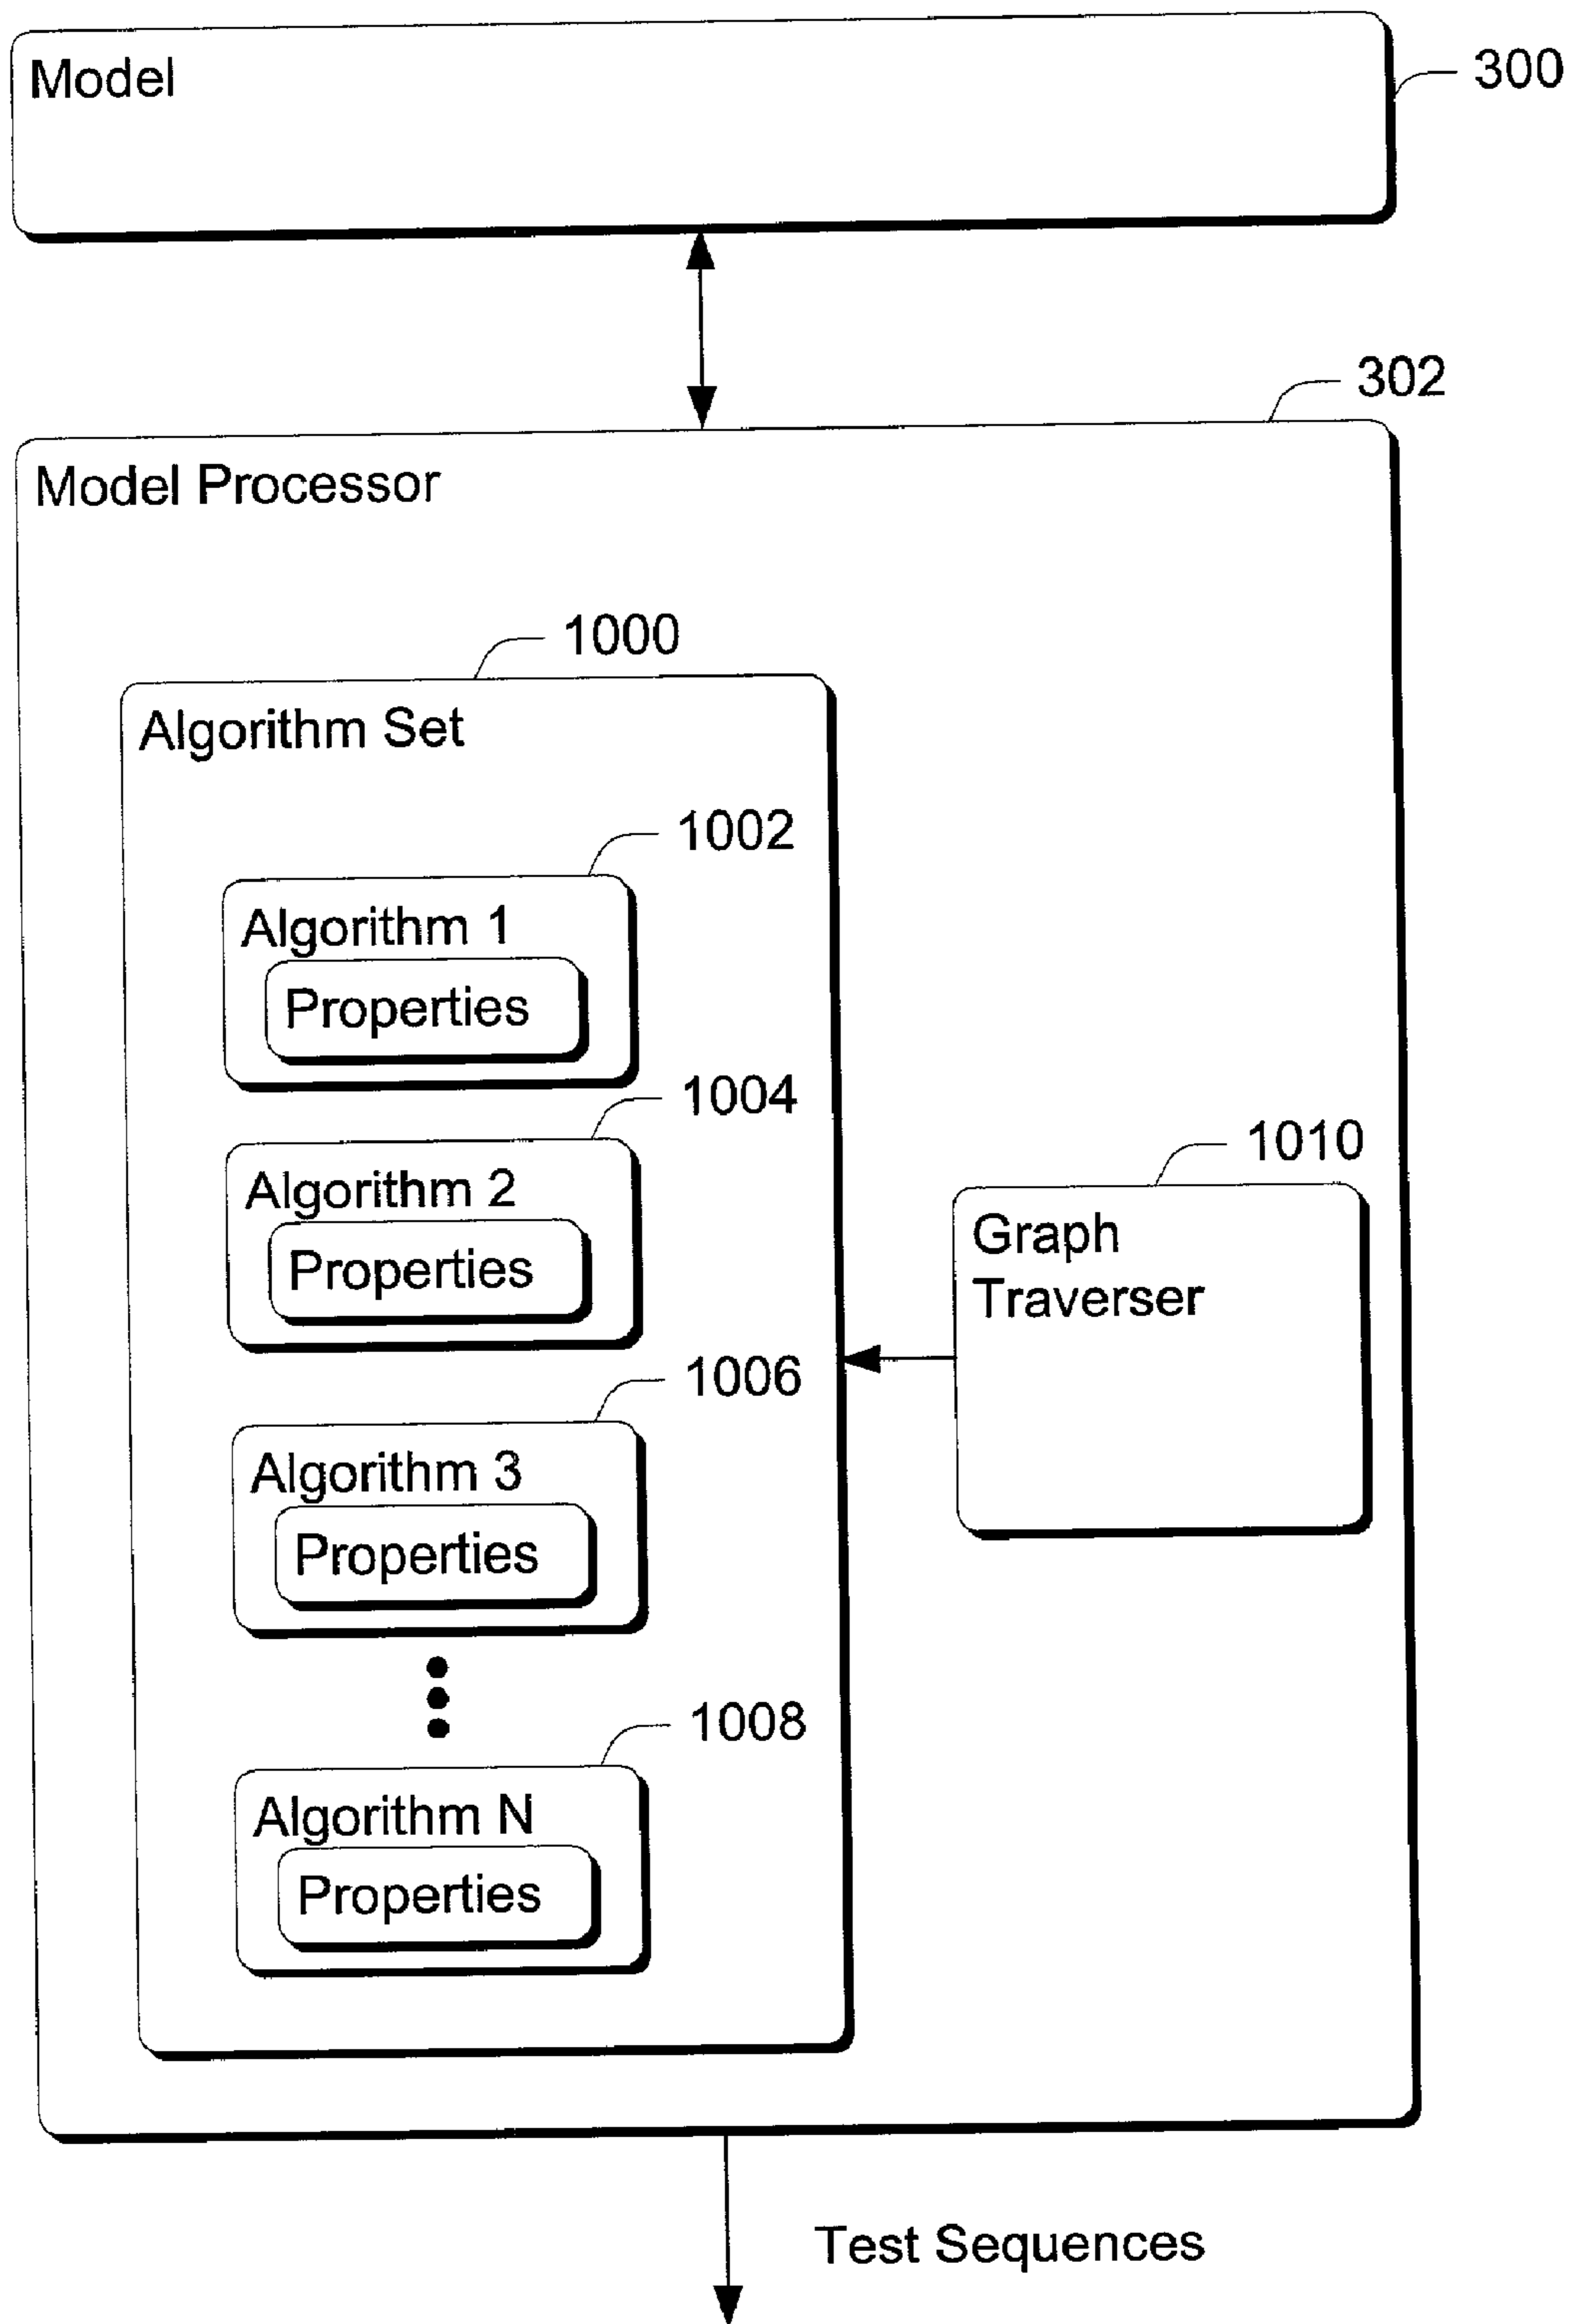 Model
300
302
Model Processor
1000
Algorithm Set
1002
Algorithm 1
Properties
1004
Algorithm 2
Properties
1010
Graph
Traverser
1006
Algorithm 3
Properties
1008
Algorithm N
Properties
Test Sequences